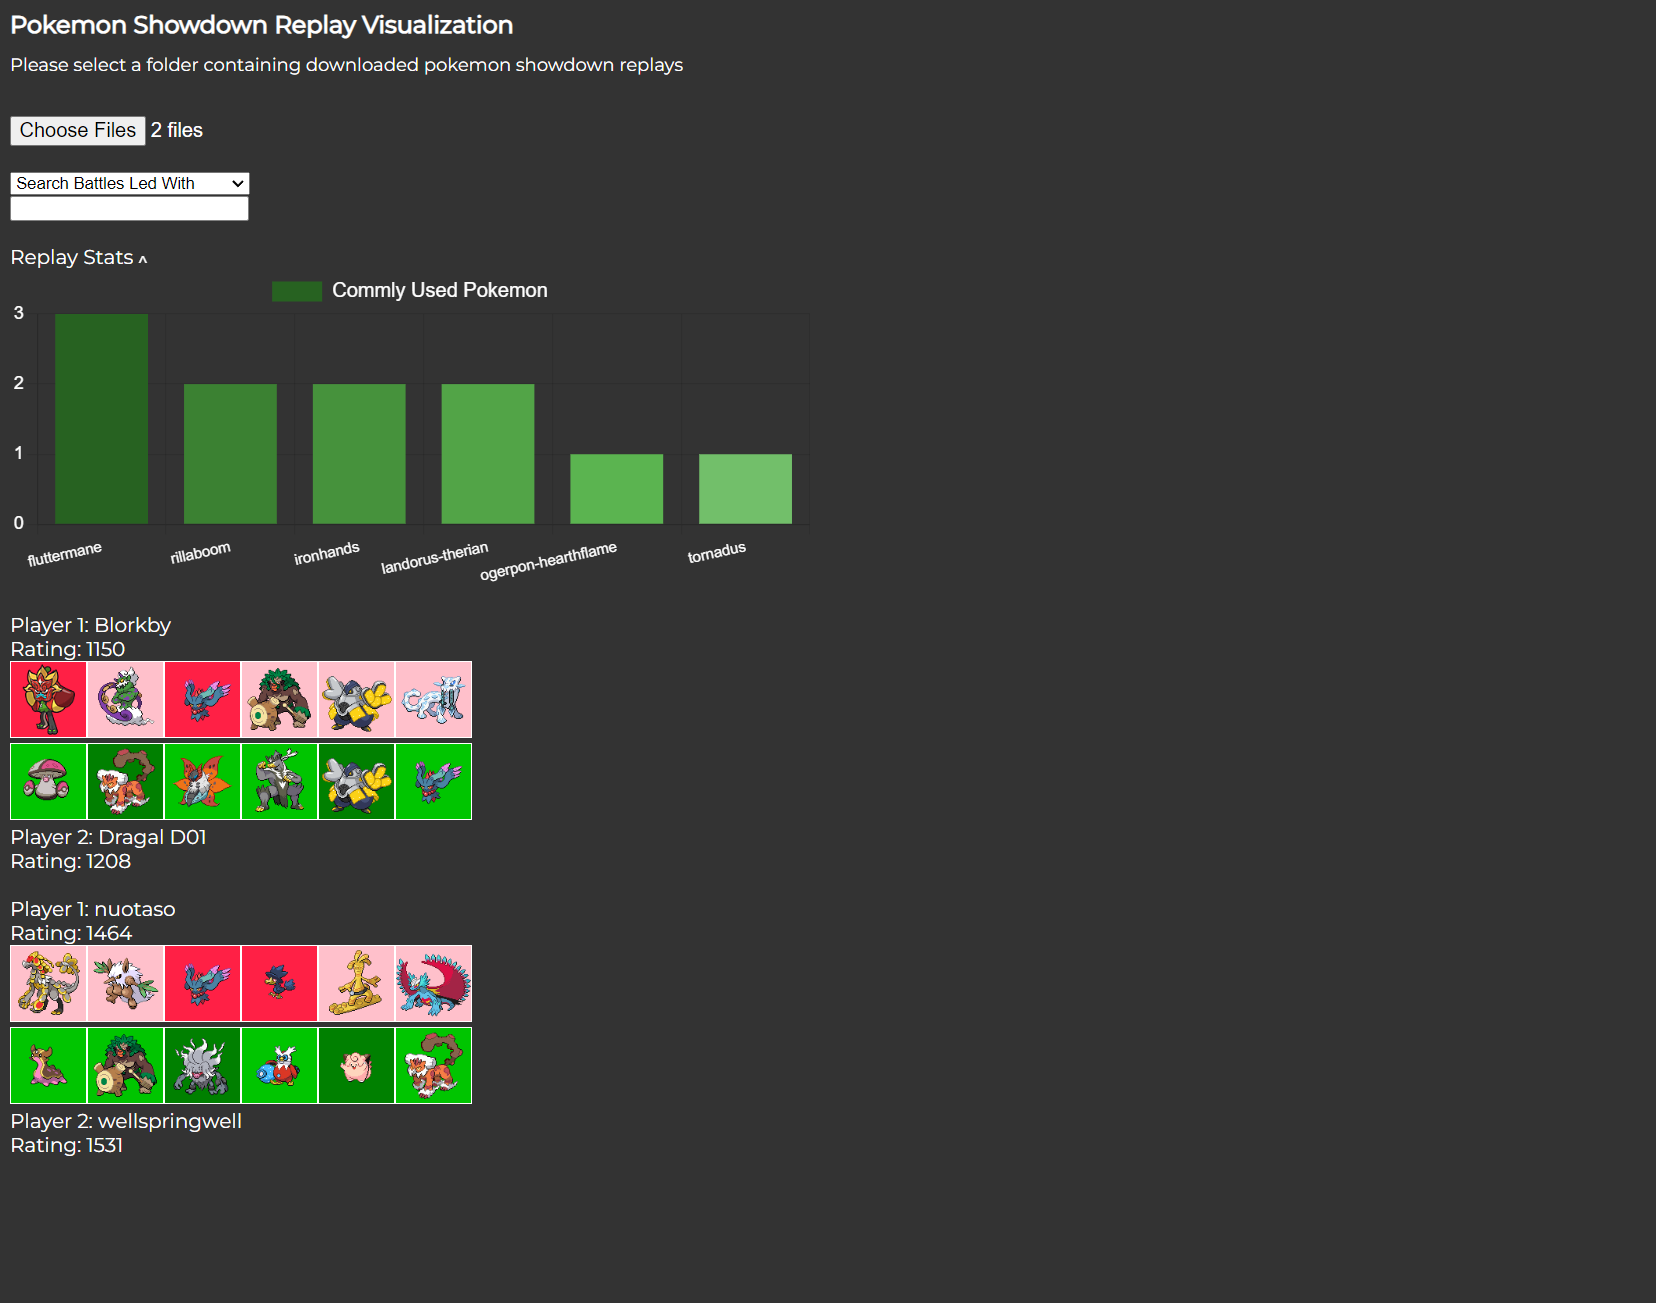 Pokemon Showdown Replay Visualization
Please select a folder containing downloaded pokemon showdown replays
Choose Files 2 files
Search Battles Led With
Replay Stats ^
Commly Used Pokemon
3
2
1
0
fluttermane rillaboom ironhands landorus-therian ogerpon-hearthflame tornadus
Player 1: Blorkby
Rating: 1150
Player 2: Dragal D01
Rating: 1208
Player 1: nuotaso
Rating: 1464
Player 2: wellspringwell
Rating: 1531